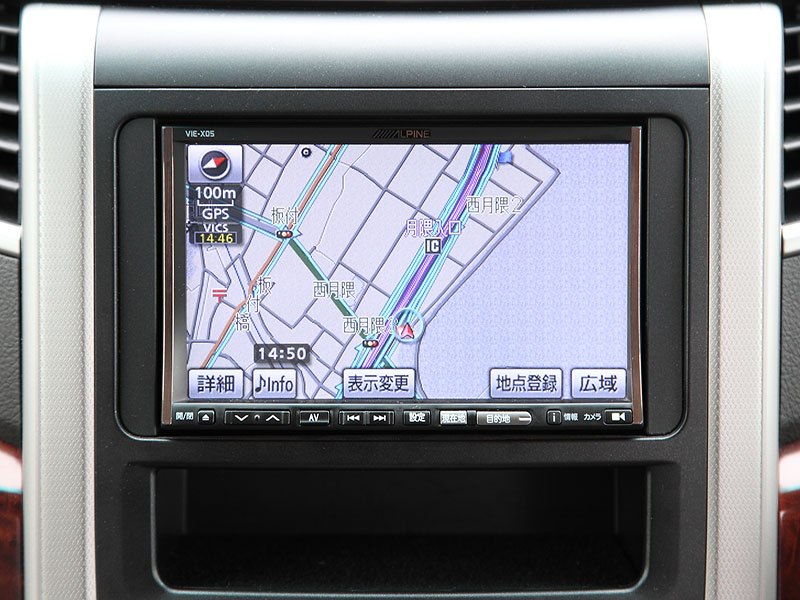 VIE-X05
ALPINE
100m
GPS
VICS
14:46
板付
西月隈2
月隈入口
IC
板付橋
西月隈
西月隈3
14:50
詳細
♪Info
表示変更
地点登録
広域
開/閉
AV
設定
現在地
目的地
i
情報
カメラ